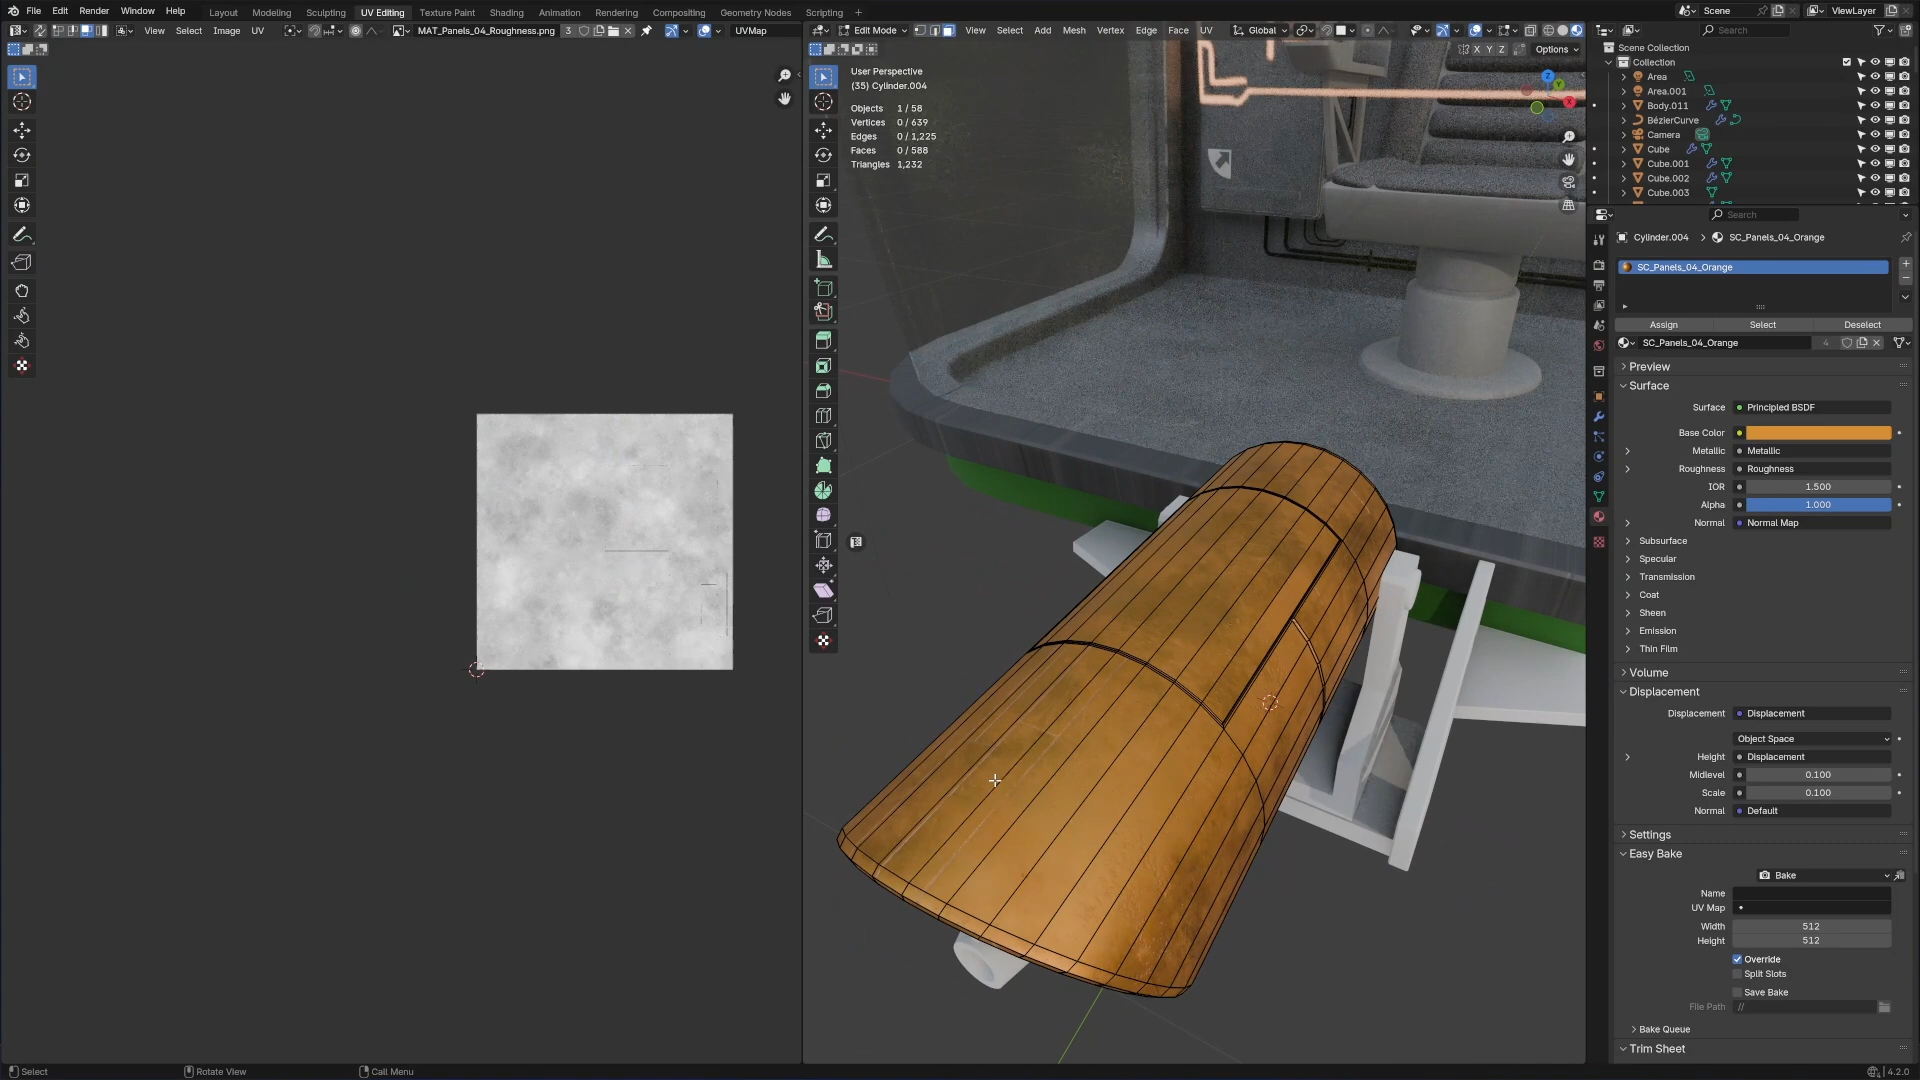 File Edit Render Window Help Layout Modeling Sculpting UV Editing Texture Paint Shading Animation Rendering Compositing Geometry Nodes Scripting + Scene ViewLayer
View Select Image UV MAT_Panels_04_Roughness.png 3 UVMap
Edit Mode View Select Add Mesh Vertex Edge Face UV Global
Search
X Y Z Options
User Perspective
(35) Cylinder.004
Objects 1 / 58
Vertices 0 / 639
Edges 0 / 1,225
Faces 0 / 588
Triangles 1,232
Z
Y
X
Scene Collection
Collection
Area
Area.001
Body.011
BézierCurve
Camera
Cube
Cube.001
Cube.002
Cube.003
Search
Cylinder.004 > SC_Panels_04_Orange
SC_Panels_04_Orange
Assign Select Deselect
SC_Panels_04_Orange 4
Preview
Surface
Surface Principled BSDF
Base Color
Metallic Metallic
Roughness Roughness
IOR 1.500
Alpha 1.000
Normal Normal Map
Subsurface
Specular
Transmission
Coat
Sheen
Emission
Thin Film
Volume
Displacement
Displacement Displacement
Object Space
Height Displacement
Midlevel 0.100
Scale 0.100
Normal Default
Settings
Easy Bake
Bake
Name
UV Map
Width 512
Height 512
Override
Split Slots
Save Bake
File Path //
Bake Queue
Trim Sheet
Select Rotate View Call Menu 4.2.0